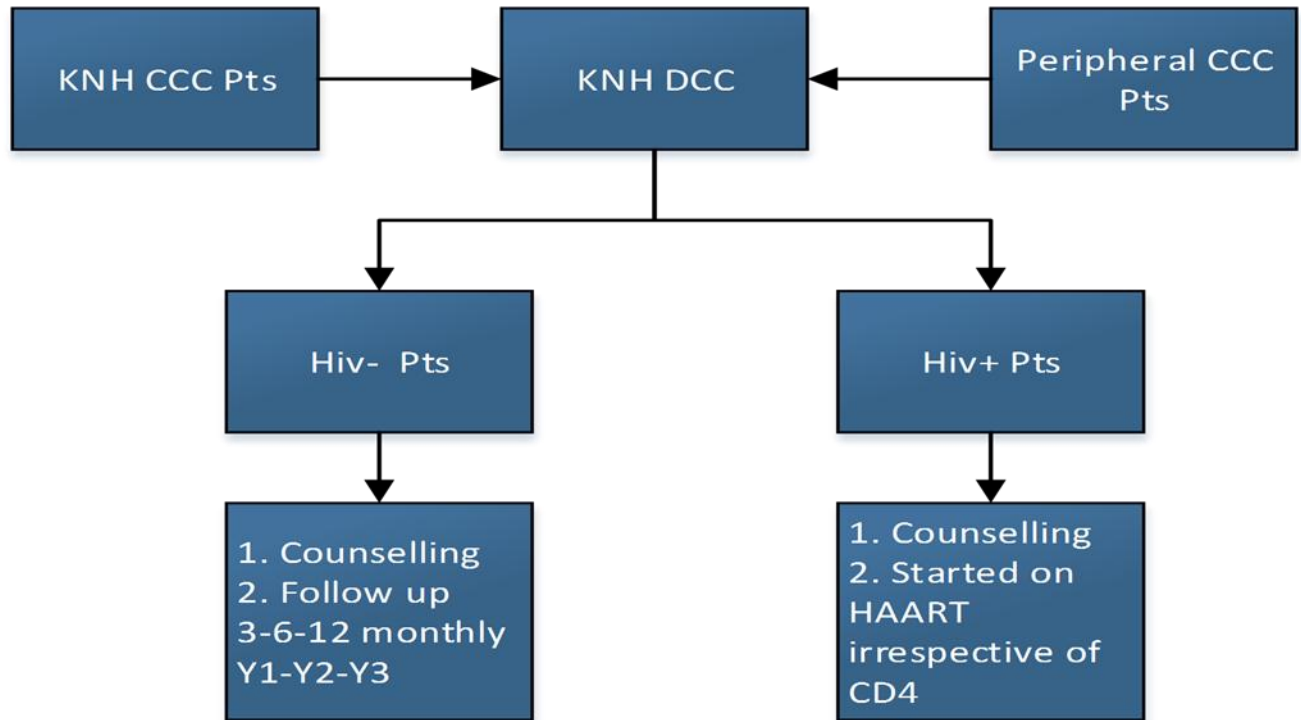 KNH CCC Pts
KNH DCC
Peripheral CCC
Pts
Hiv-  Pts
Hiv+ Pts
1. Counselling
2. Follow up
3-6-12 monthly
Y1-Y2-Y3
1. Counselling
2. Started on
HAART
irrespective of
CD4